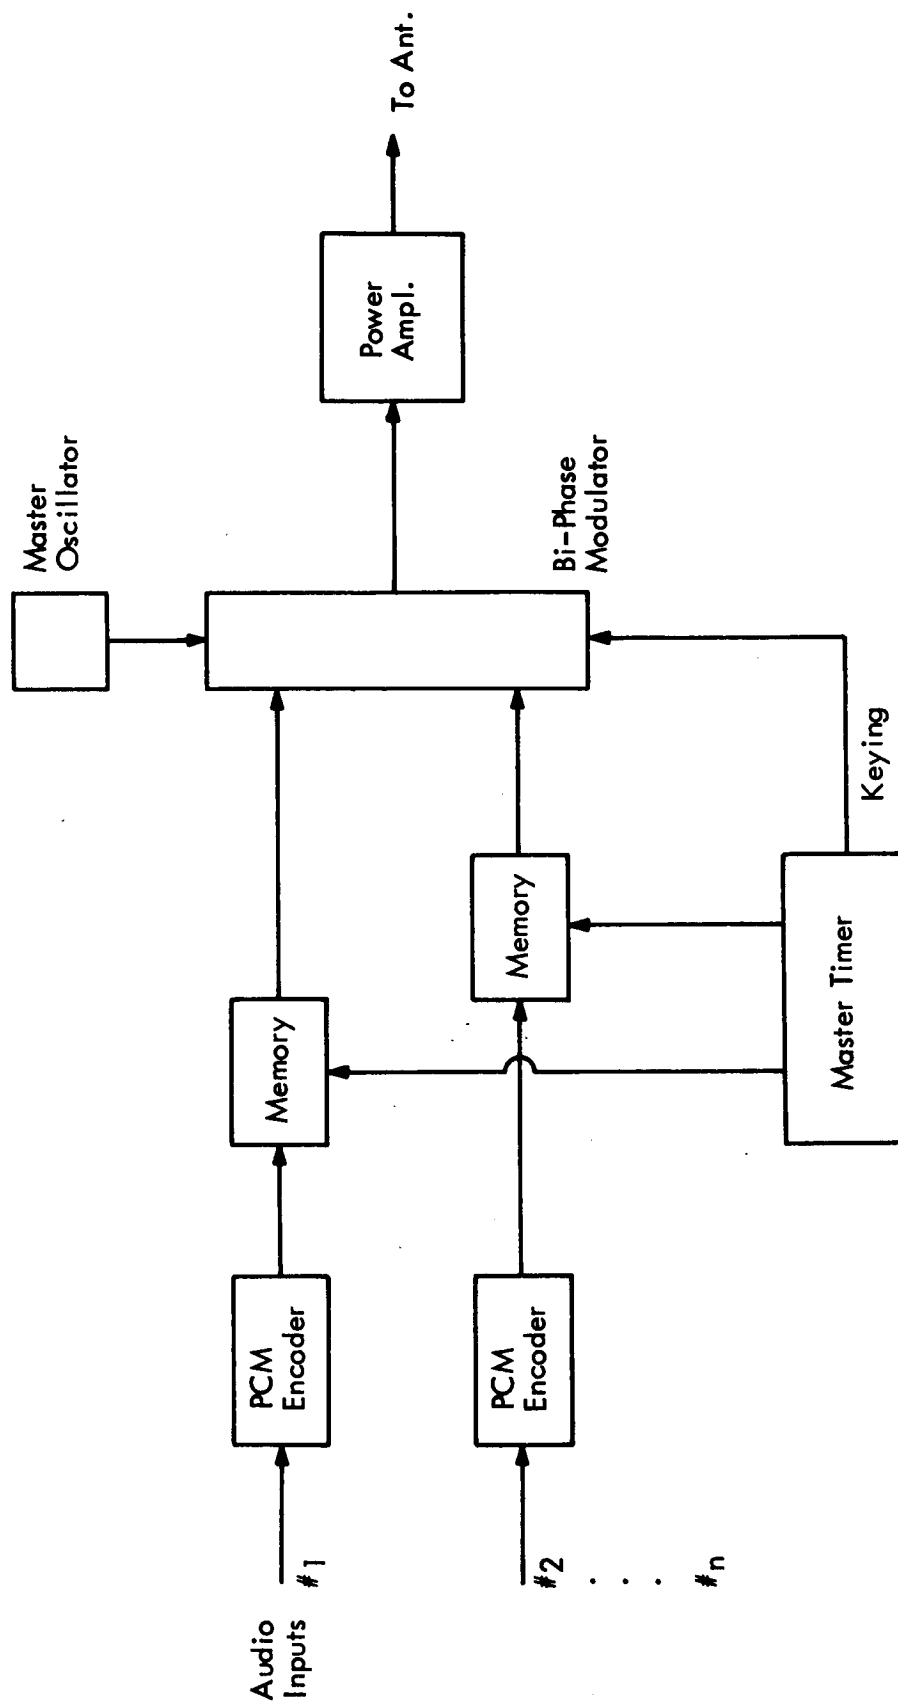 Audio
Inputs
#1
PCM
Encoder
Memory
Master
Oscillator
Power
Ampl.
To Ant.
#2
PCM
Encoder
Memory
Bi-Phase
Modulator
. . .
#n
Master Timer
Keying